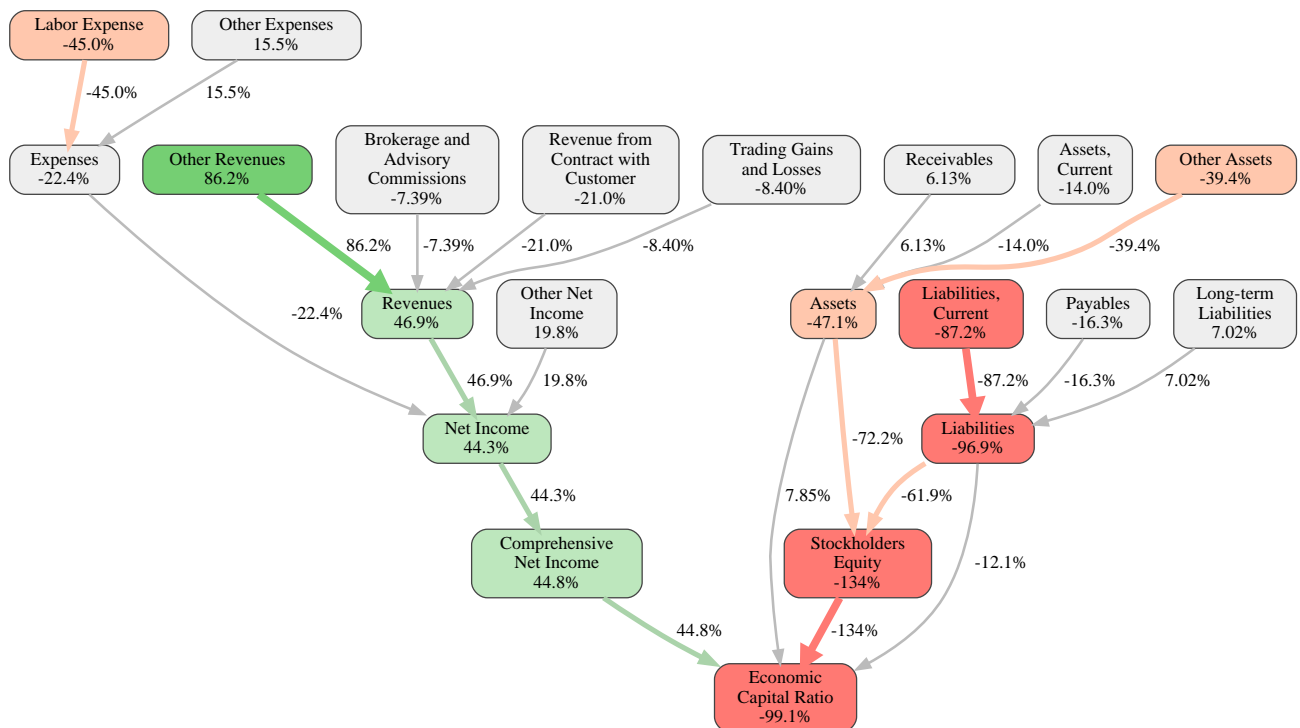 Labor Expense
-45.0%
Other Expenses
15.5%
-45.0%
15.5%
Expenses
-22.4%
Other Revenues
86.2%
Brokerage and
Advisory
Commissions
-7.39%
Revenue from
Contract with
Customer
-21.0%
Trading Gains
and Losses
-8.40%
Receivables
6.13%
Assets,
Current
-14.0%
Other Assets
-39.4%
86.2%
-7.39%
-21.0%
-8.40%
6.13%
-14.0%
-39.4%
-22.4%
Revenues
46.9%
Other Net
Income
19.8%
Assets
-47.1%
Liabilities,
Current
-87.2%
Payables
-16.3%
Long-term
Liabilities
7.02%
46.9%
19.8%
-87.2%
-16.3%
7.02%
Net Income
44.3%
-72.2%
Liabilities
-96.9%
44.3%
7.85%
-61.9%
Comprehensive
Net Income
44.8%
Stockholders
Equity
-134%
-12.1%
44.8%
-134%
Economic
Capital Ratio
-99.1%